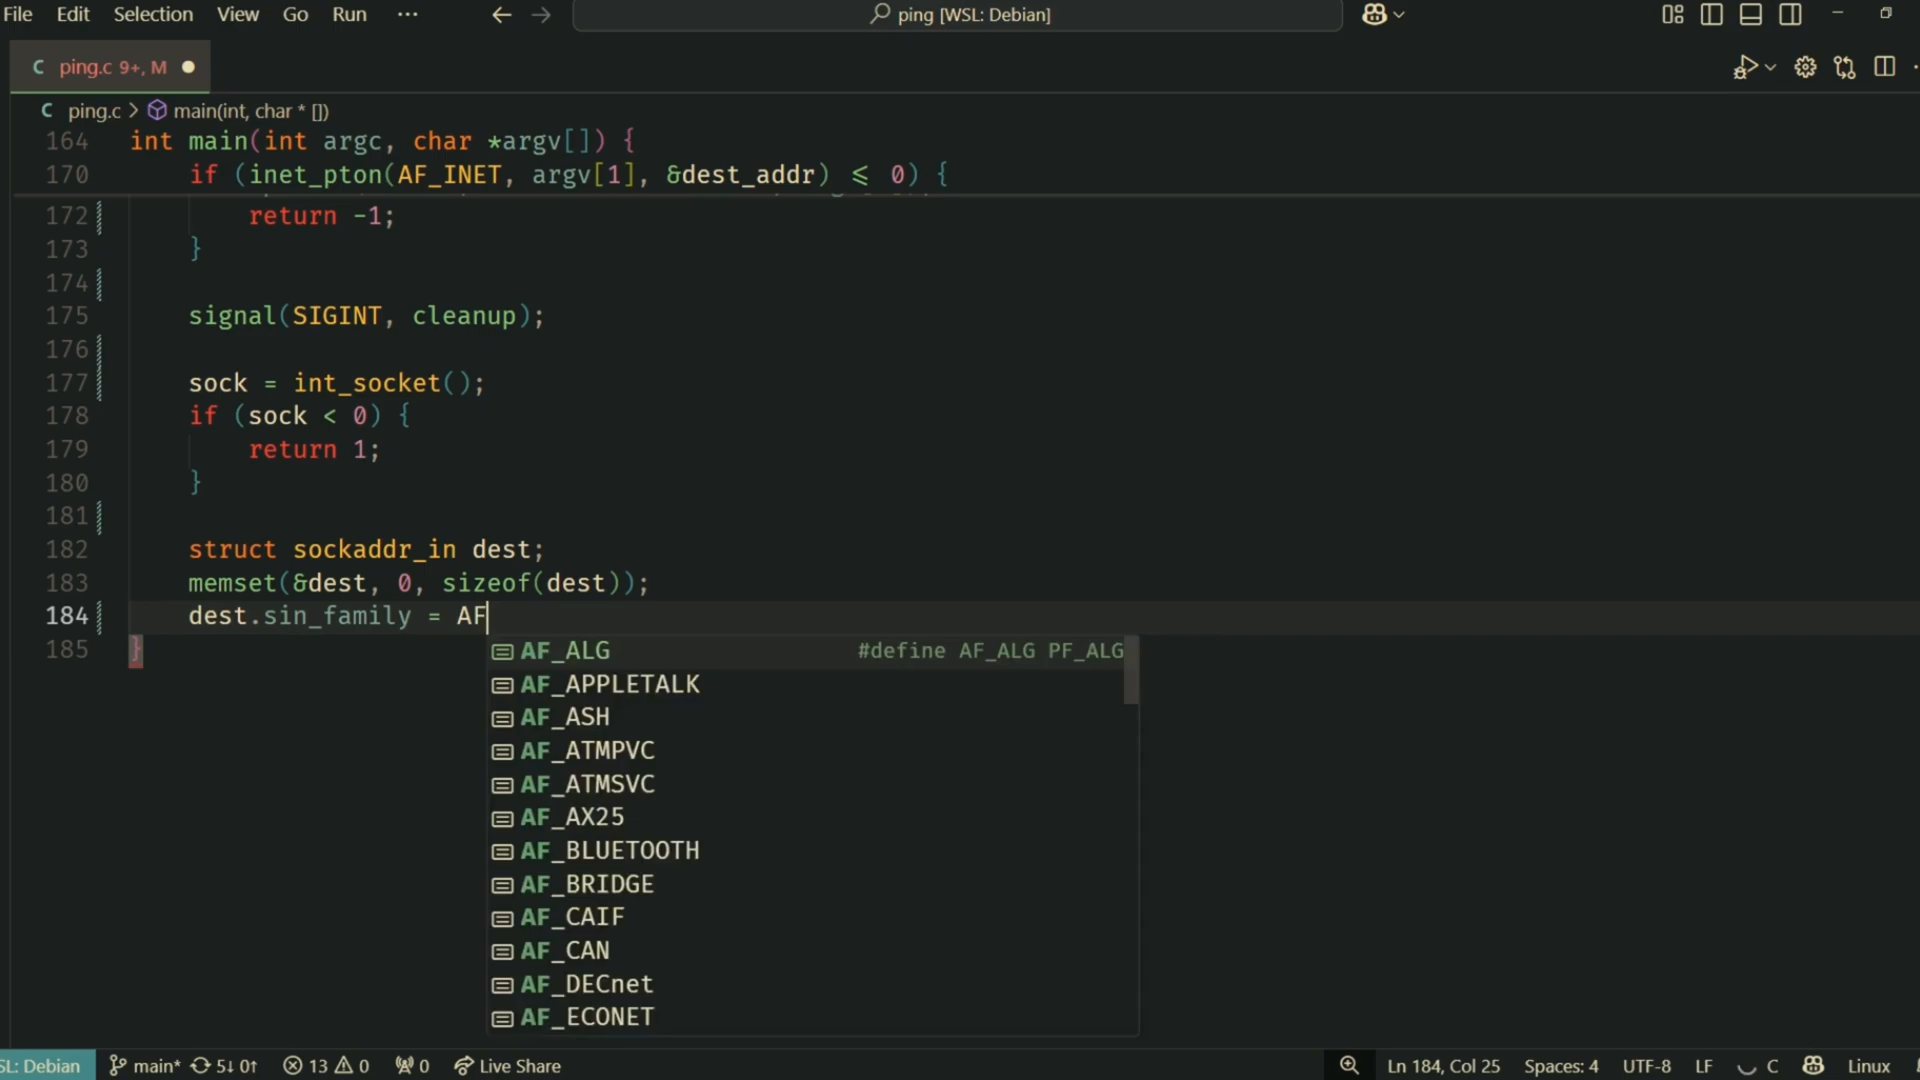 File Edit Selection View Go Run ··· ping [WSL: Debian]
ping.c 9+, M
ping.c > main(int, char * [])
164 int main(int argc, char *argv[]) {
170 if (inet_pton(AF_INET, argv[1], &dest_addr) ⩽ 0) {
172 return -1;
173 }
174
175 signal(SIGINT, cleanup);
176
177 sock = int_socket();
178 if (sock < 0) {
179 return 1;
180 }
181
182 struct sockaddr_in dest;
183 memset(&dest, 0, sizeof(dest));
184 dest.sin_family = AF
185 }
AF_ALG #define AF_ALG PF_ALG
AF_APPLETALK
AF_ASH
AF_ATMPVC
AF_ATMSVC
AF_AX25
AF_BLUETOOTH
AF_BRIDGE
AF_CAIF
AF_CAN
AF_DECnet
AF_ECONET
SL: Debian main* 5↓ 0↑ 13 0 0 Live Share Ln 184, Col 25 Spaces: 4 UTF-8 LF C Linux